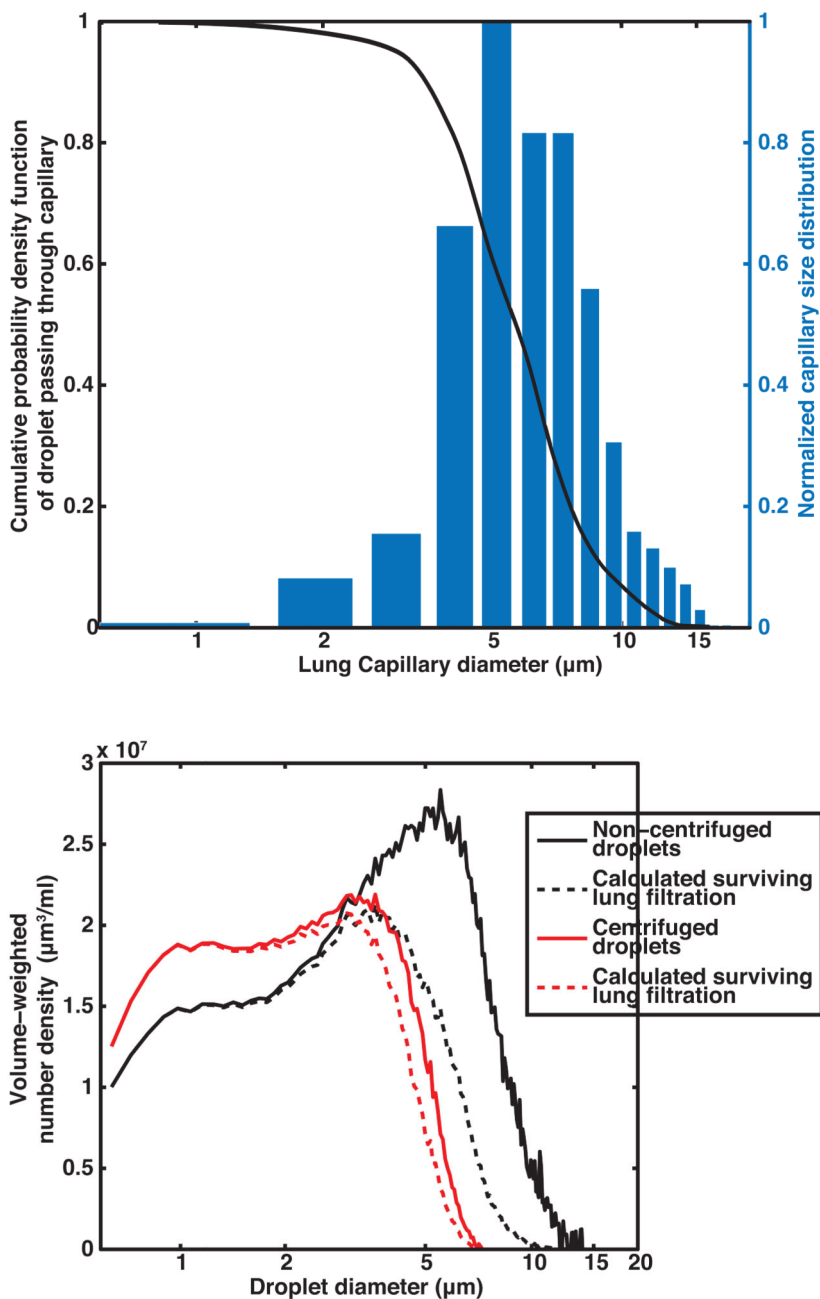 Cumulative probability density function
of droplet passing through capillary
1
0.8
0.6
0.4
0.2
0
1
0.8
0.6
0.4
0.2
0
Normalized capillary size distribution
1 2 5 10 15
Lung Capillary diameter (µm)
x 10⁷
Volume–weighted
number density (µm³/ml)
3
2.5
2
1.5
1
0.5
0
Non–centrifuged
droplets
Calculated surviving
lung filtration
Centrifuged
droplets
Calculated surviving
lung filtration
1 2 5 10 15 20
Droplet diameter (µm)